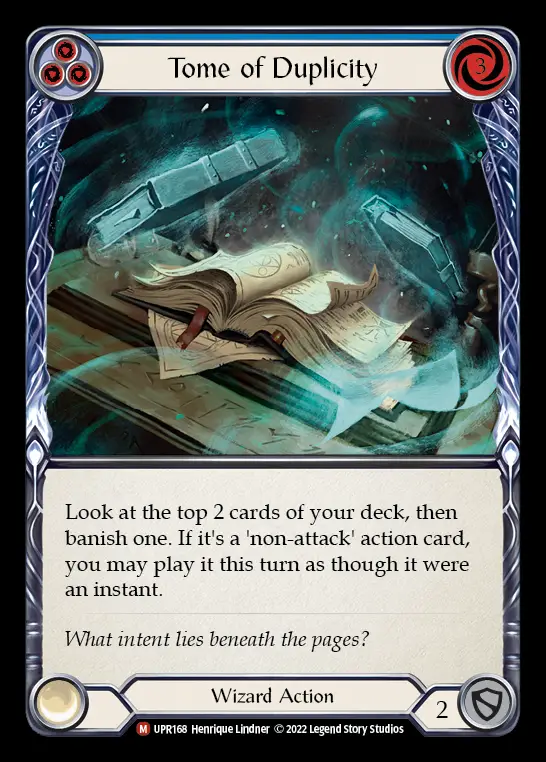 Tome of Duplicity
3
Look at the top 2 cards of your deck, then
banish one. If it's a 'non-attack' action card,
you may play it this turn as though it were
an instant.
What intent lies beneath the pages?
Wizard Action
2
M UPR168 Henrique Lindner © 2022 Legend Story Studios